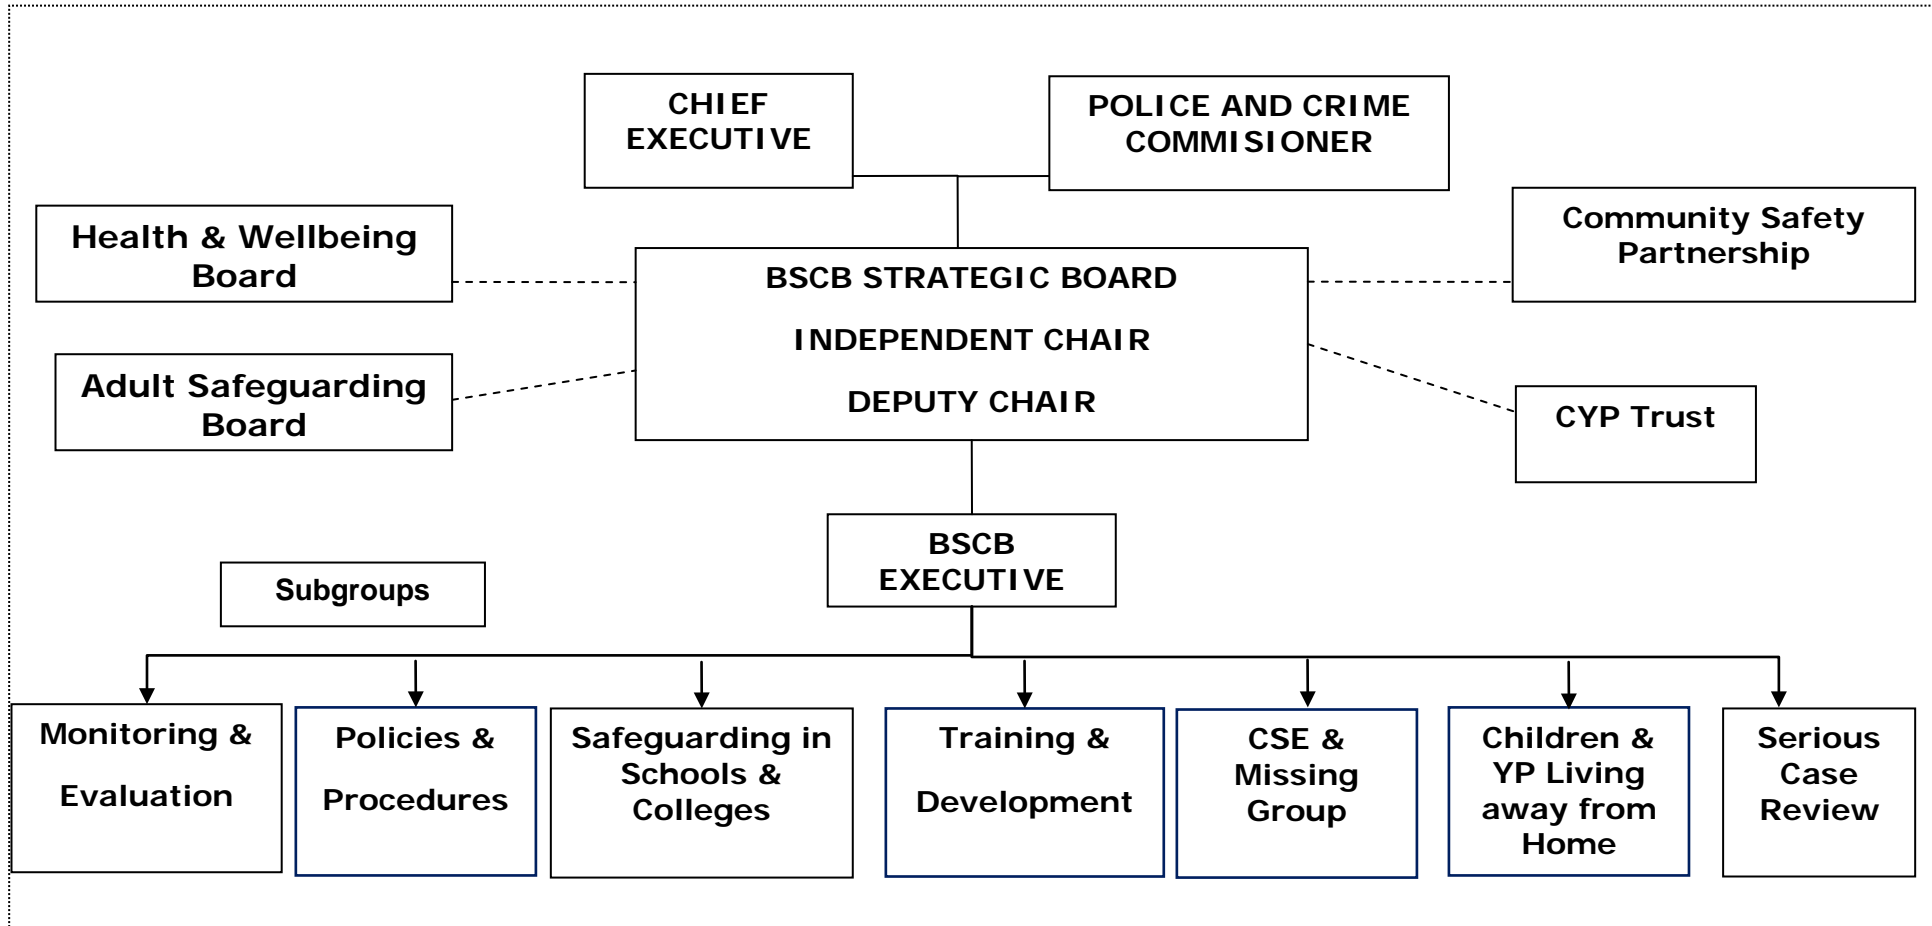 CHIEF
EXECUTIVE
POLICE AND CRIME
COMMISIONER
Health & Wellbeing
Board
Community Safety
Partnership
BSCB STRATEGIC BOARD
INDEPENDENT CHAIR
DEPUTY CHAIR
Adult Safeguarding
Board
CYP Trust
BSCB
EXECUTIVE
Subgroups
Monitoring &
Evaluation
Policies &
Procedures
Safeguarding in
Schools &
Colleges
Training &
Development
CSE &
Missing
Group
Children &
YP Living
away from
Home
Serious
Case
Review